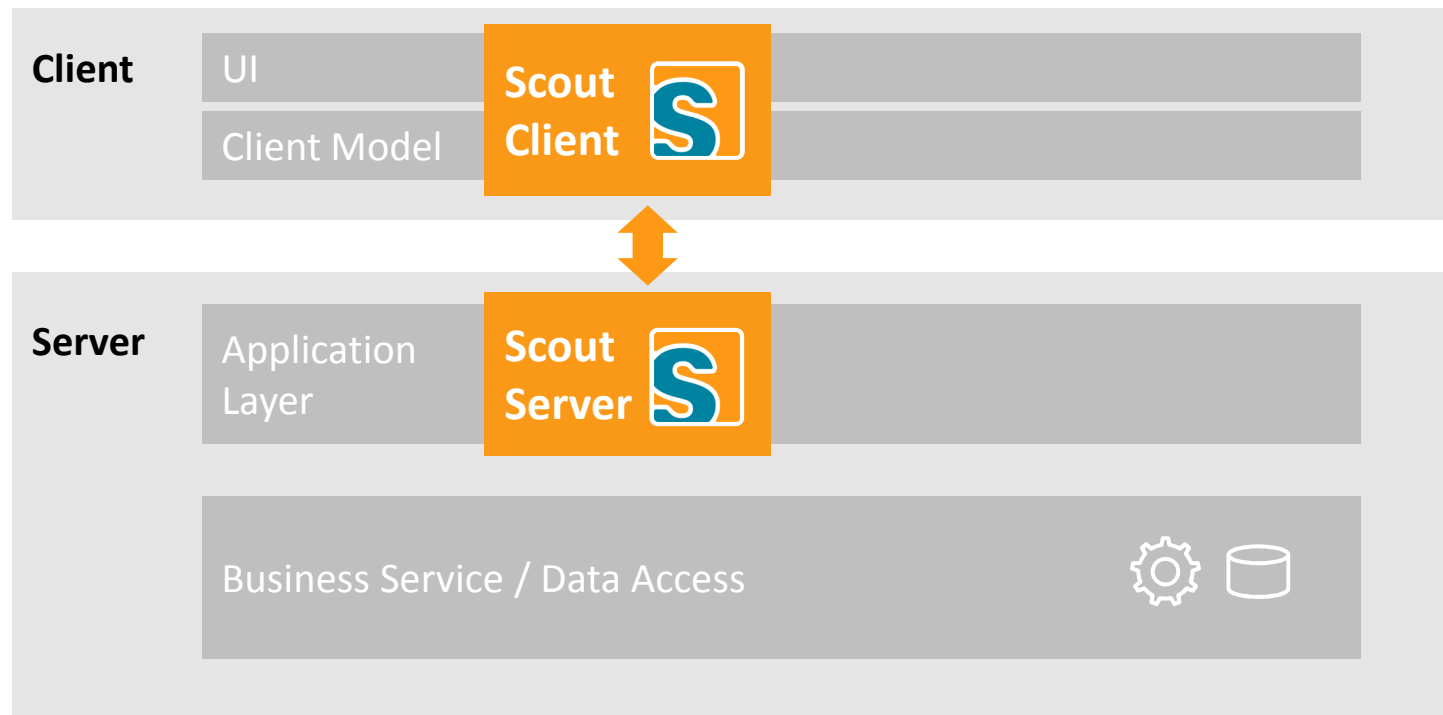 Client
UI
Client Model
Scout
Client
S
Server
Application
Layer
Scout
Server
S
Business Service / Data Access